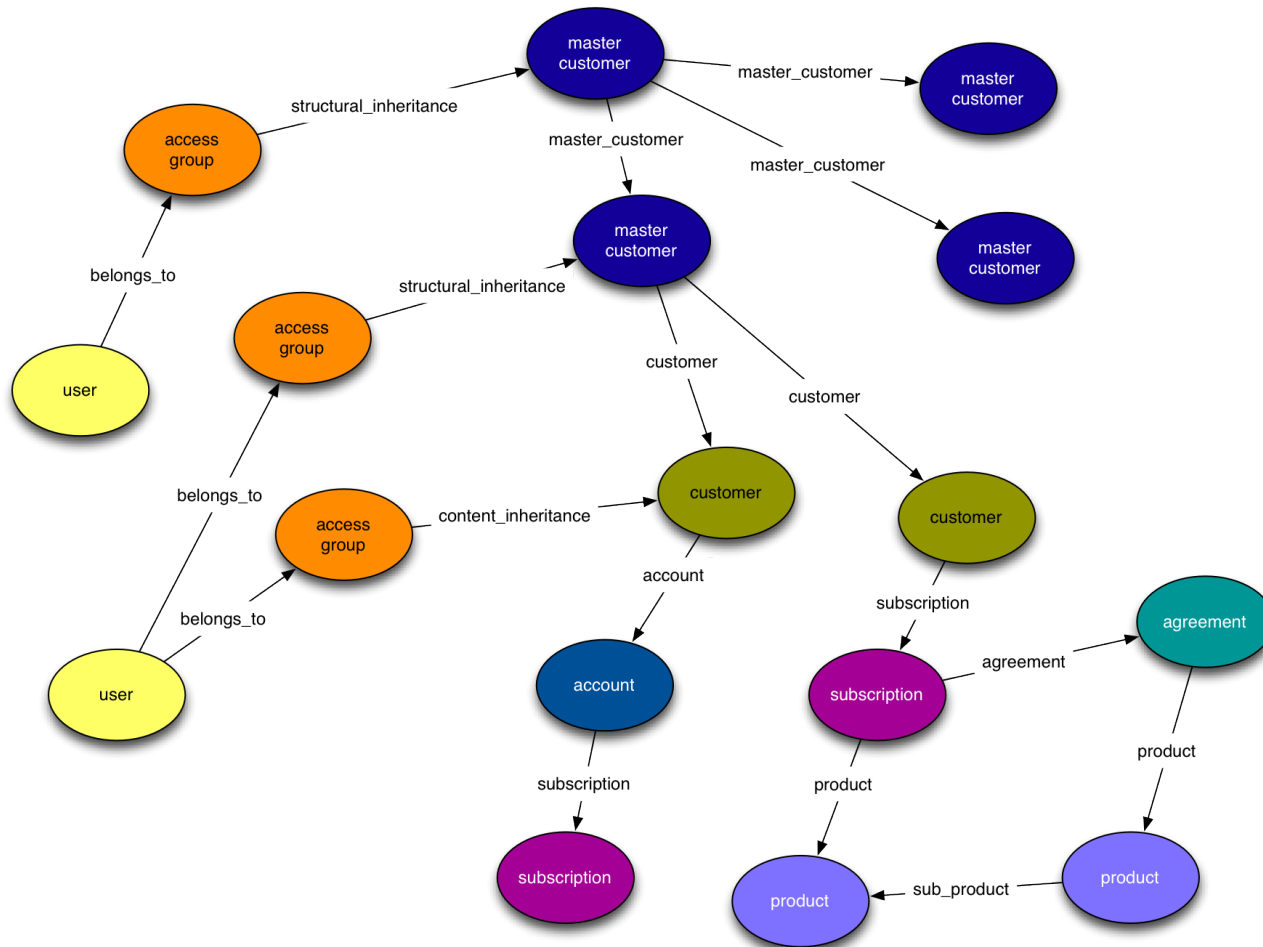 master
customer
master_customer
master
customer
structural_inheritance
access
group
master_customer
master_customer
master
customer
master
customer
belongs_to
structural_inheritance
access
group
user
customer
customer
belongs_to
access
group
content_inheritance
customer
customer
account
subscription
belongs_to
agreement
agreement
user
account
subscription
product
subscription
product
subscription
product
sub_product
product